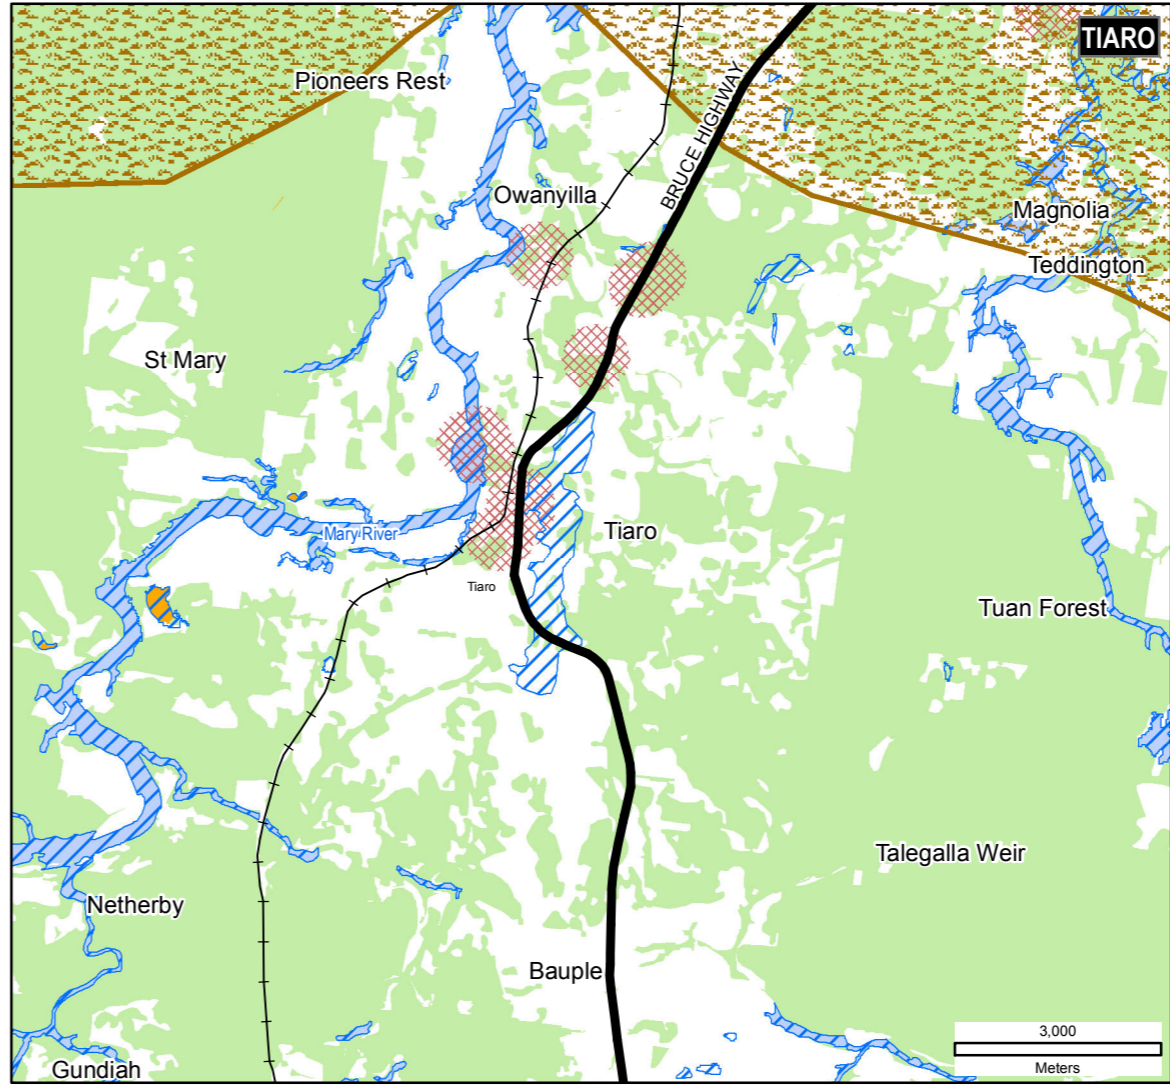 TIARO
Pioneers Rest
BRUCE HIGHWAY
Owanyilla
Magnolia
Teddington
St Mary
Mary River
Tiaro
Tiaro
Tuan Forest
Talegalla Weir
Netherby
Bauple
3,000
Meters
Gundiah